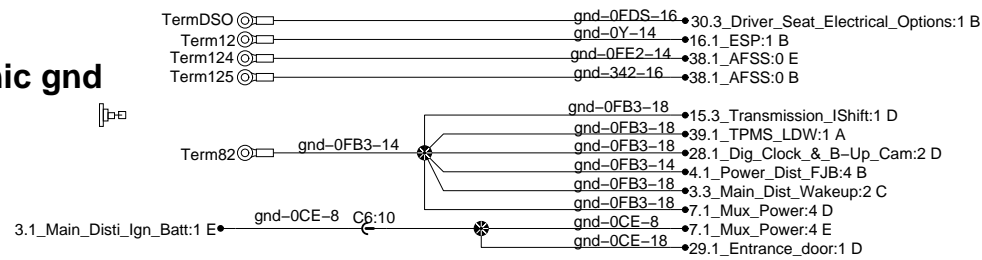 TermDSO gnd-0FDS-16 30.3_Driver_Seat_Electrical_Options:1 B
Term12 gnd-0Y-14 16.1_ESP:1 B
Term124 gnd-0FE2-14 38.1_AFSS:0 E
nic gnd
Term125 gnd-342-16 38.1_AFSS:0 B
gnd-0FB3-18 15.3_Transmission_IShift:1 D
gnd-0FB3-18 39.1_TPMS_LDW:1 A
Term82 gnd-0FB3-14 gnd-0FB3-18 28.1_Dig_Clock_&_B-Up_Cam:2 D
gnd-0FB3-14 4.1_Power_Dist_FJB:4 B
gnd-0FB3-18 3.3_Main_Dist_Wakeup:2 C
gnd-0FB3-18 7.1_Mux_Power:4 D
3.1_Main_Disti_Ign_Batt:1 E gnd-0CE-8 C6:10 gnd-0CE-8 7.1_Mux_Power:4 E
gnd-0CE-18 29.1_Entrance_door:1 D